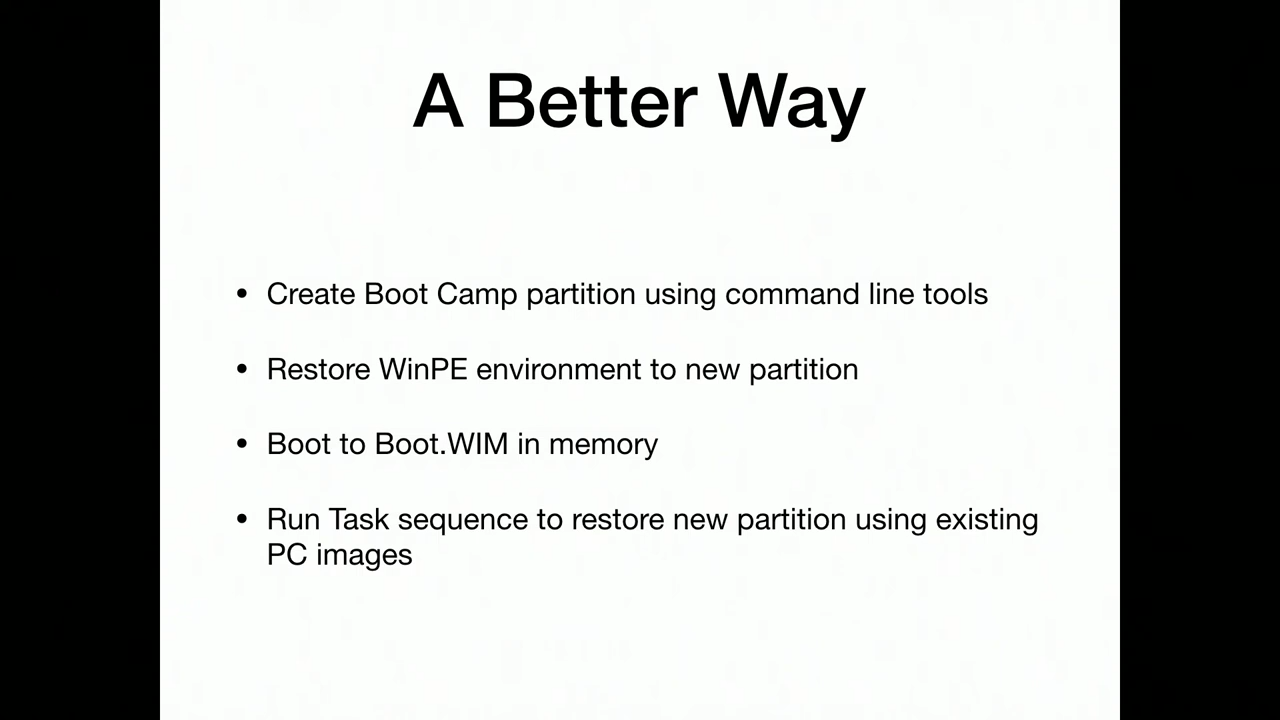 A Better Way
• Create Boot Camp partition using command line tools
• Restore WinPE environment to new partition
• Boot to Boot.WIM in memory
• Run Task sequence to restore new partition using existing
PC images